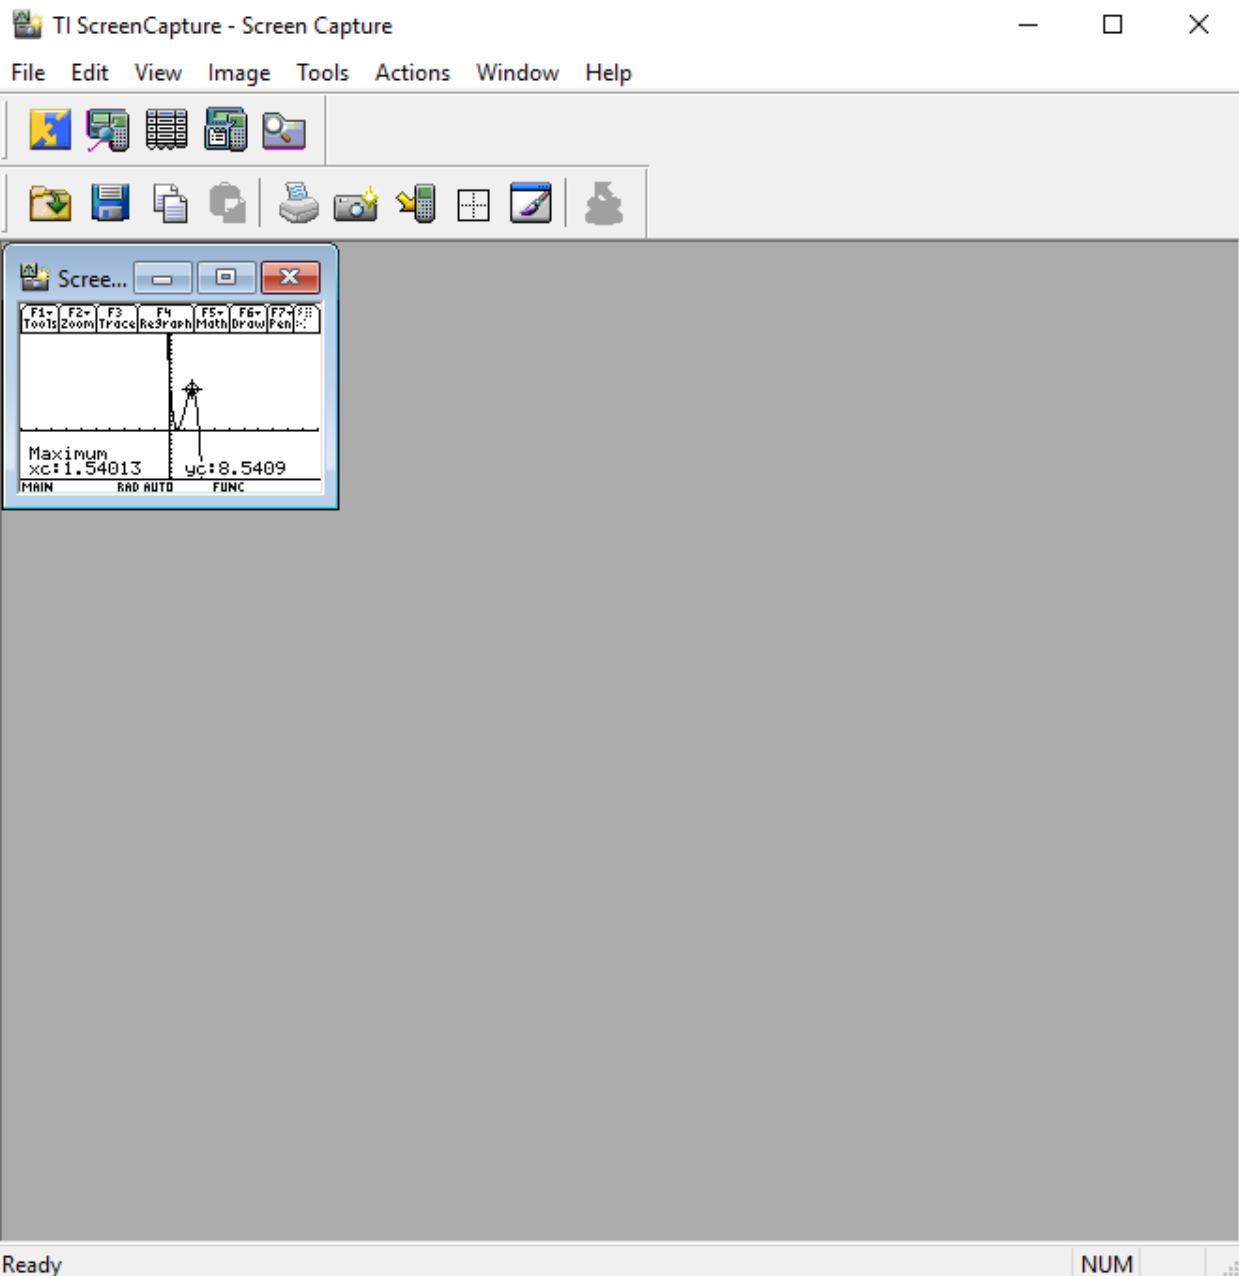 TI ScreenCapture - Screen Capture
File Edit View Image Tools Actions Window Help
Scree...
F1 F2 F3 F4 F5 F6 F7
Tools Zoom Trace ReGraph Math Draw Pen
Maximum
xc:1.54013 yc:8.5409
MAIN RAD AUTO FUNC
Ready NUM